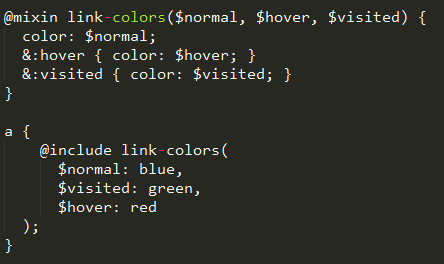 @mixin link-colors($normal, $hover, $visited) {
  color: $normal;
  &:hover { color: $hover; }
  &:visited { color: $visited; }
}

a {
    @include link-colors(
      $normal: blue,
      $visited: green,
      $hover: red
  );
}